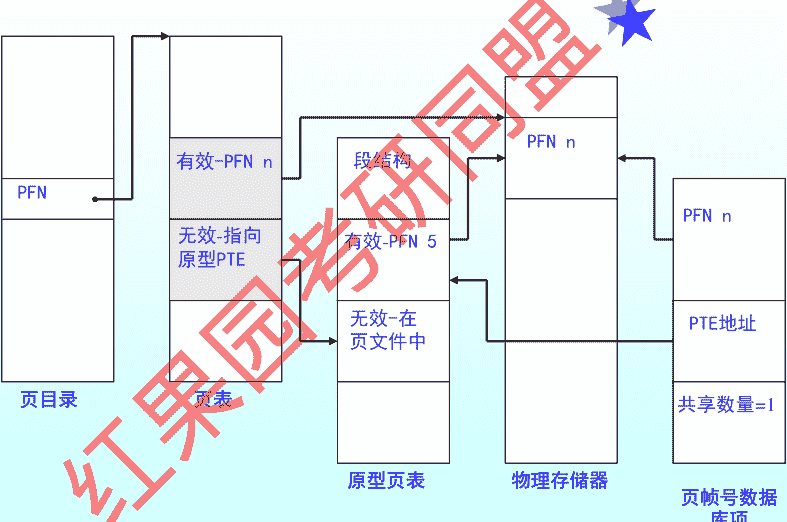 PFN
页目录
有效-PFN n
无效-指向
原型PTE
页表
段结构
有效-PFN 5
无效-在
页文件中
原型页表
PFN n
物理存储器
PFN n
PTE地址
共享数量=1
页帧号数据
库项
红果园考研同盟